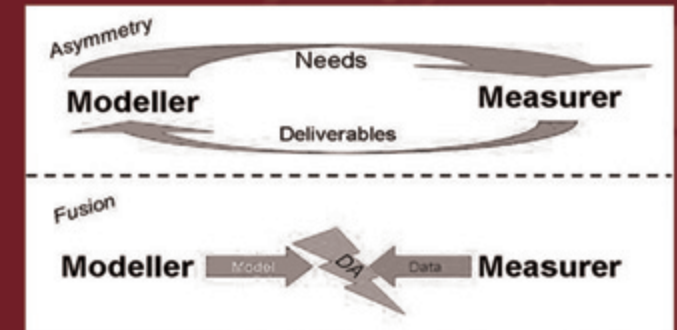 Asymmetry
Needs
Modeller Measurer
Deliverables
Fusion
Modeller Model DA Data Measurer